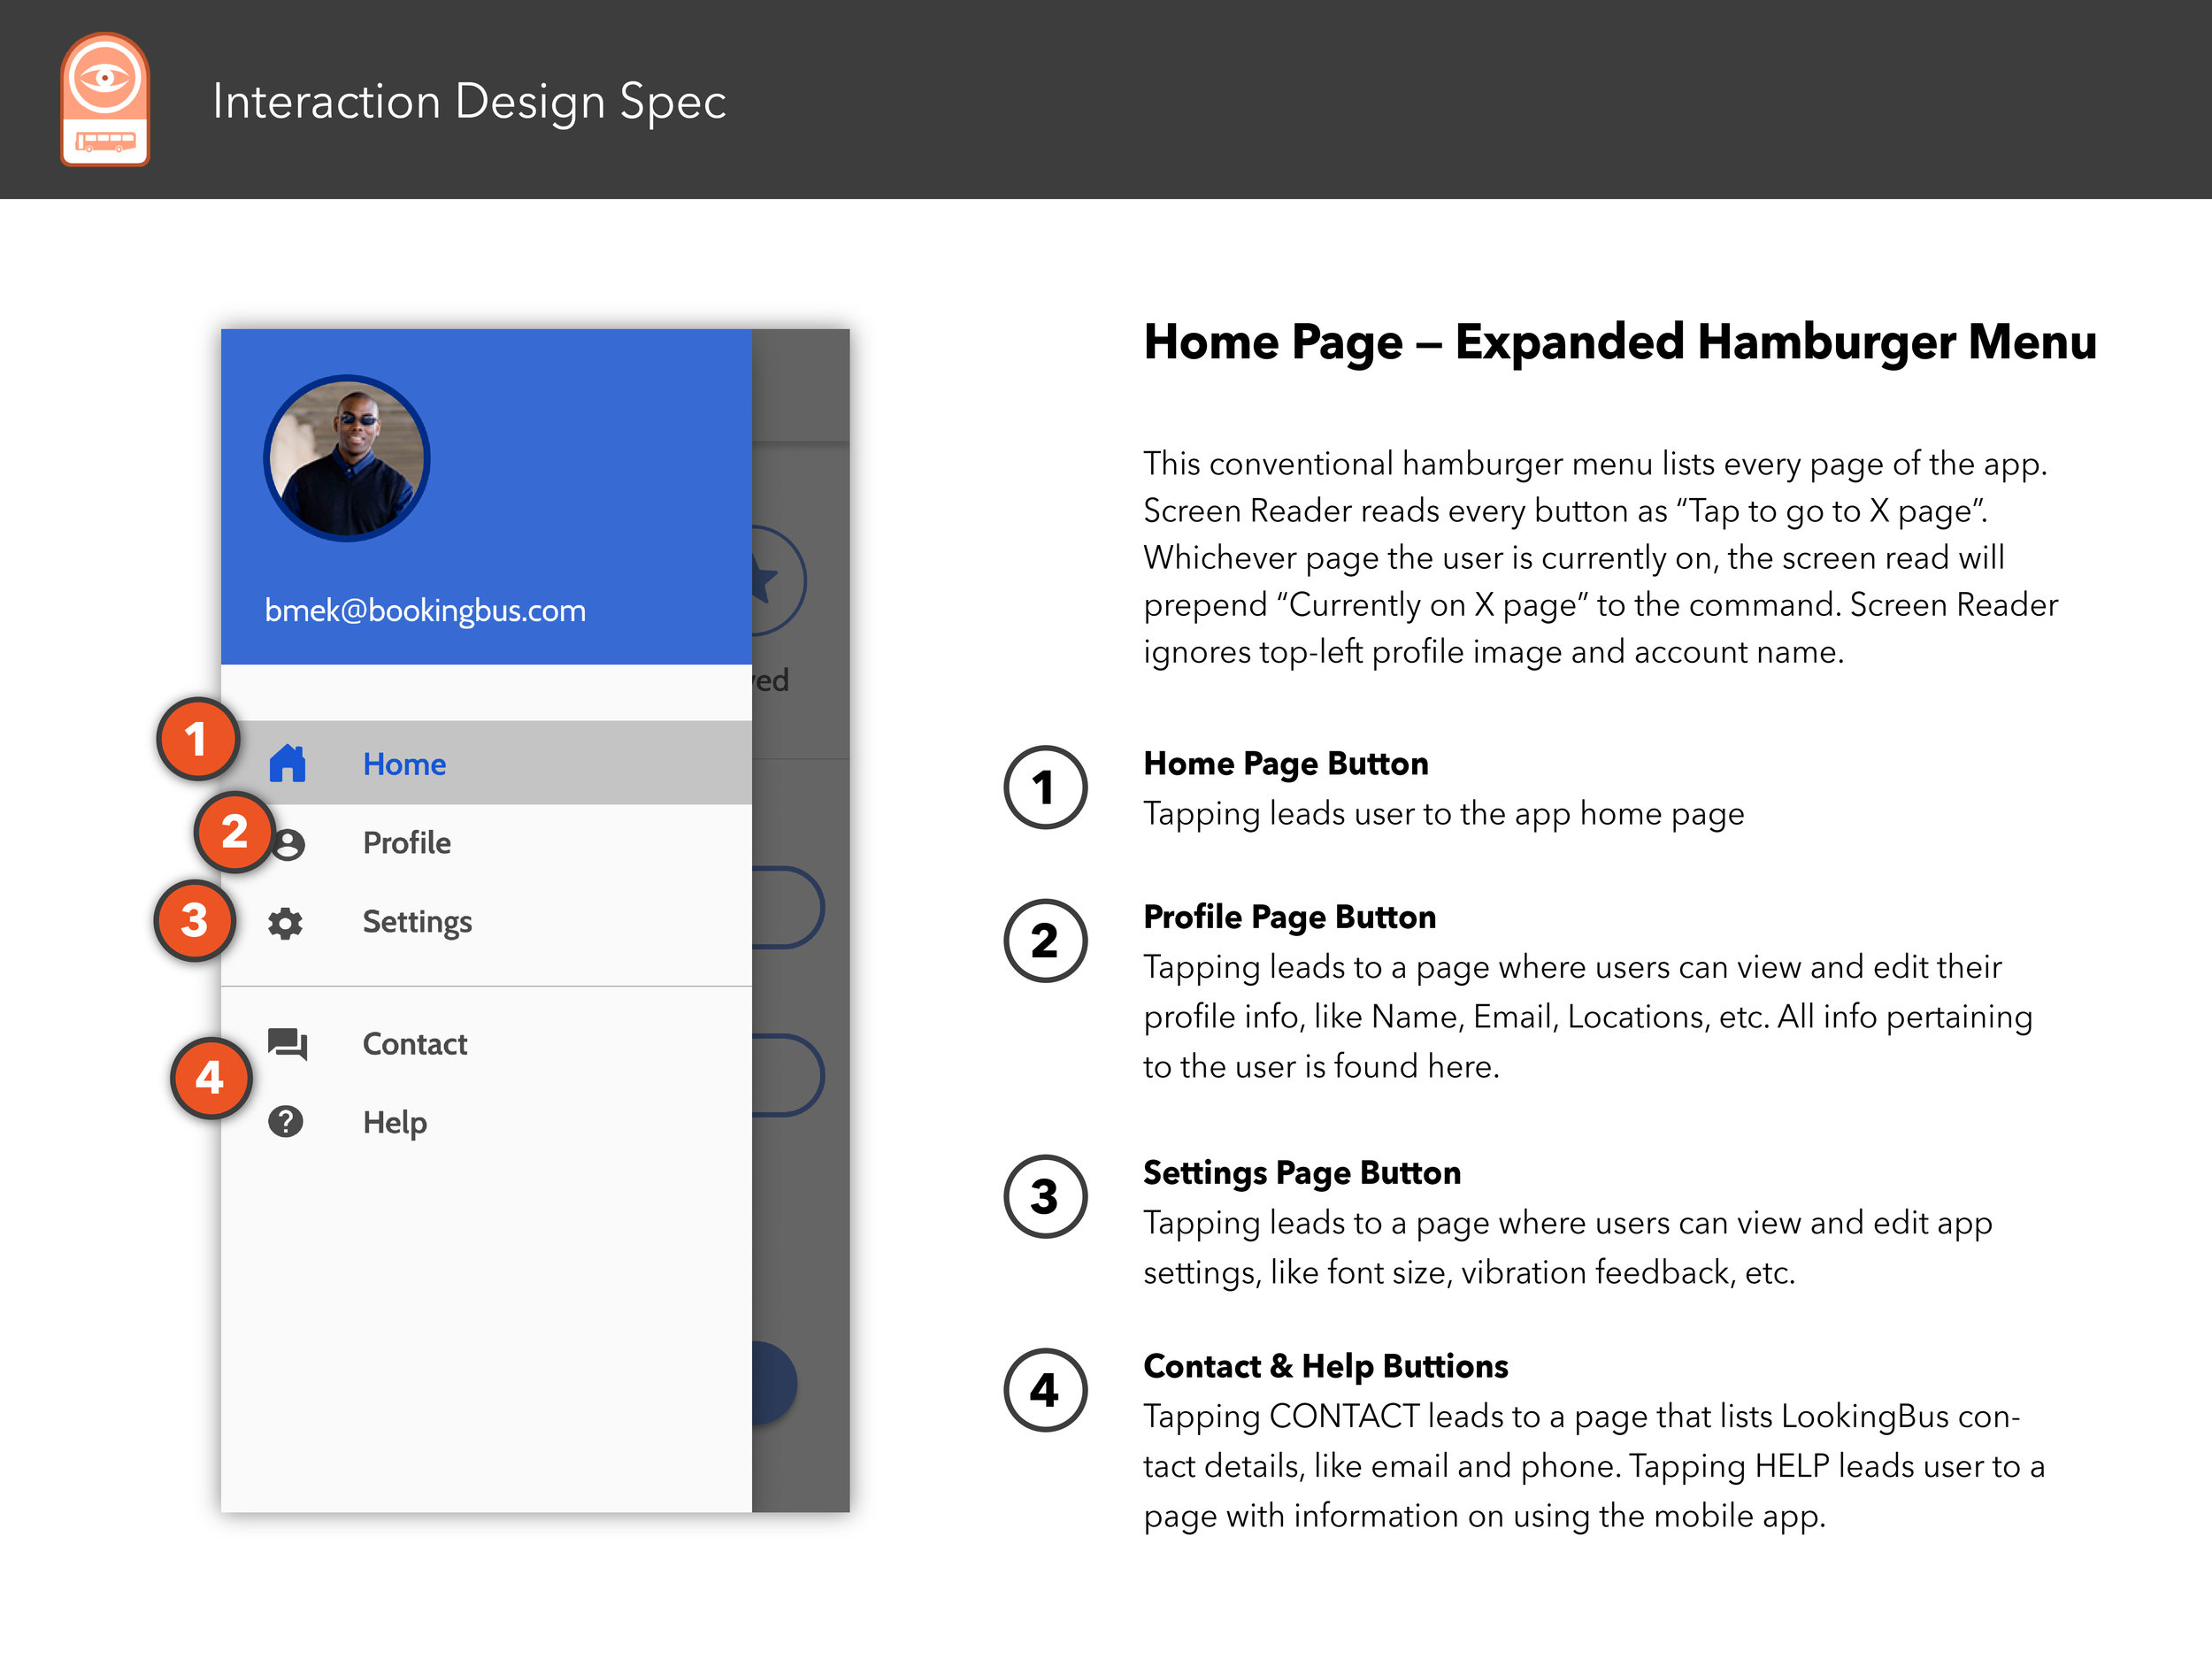 Interaction Design Spec
bmek@bookingbus.com
ved
1
Home
2
Profile
3
Settings
Contact
4
Help
Home Page – Expanded Hamburger Menu
This conventional hamburger menu lists every page of the app.
Screen Reader reads every button as “Tap to go to X page”.
Whichever page the user is currently on, the screen read will
prepend “Currently on X page” to the command. Screen Reader
ignores top-left profile image and account name.
1
Home Page Button
Tapping leads user to the app home page
2
Profile Page Button
Tapping leads to a page where users can view and edit their
profile info, like Name, Email, Locations, etc. All info pertaining
to the user is found here.
3
Settings Page Button
Tapping leads to a page where users can view and edit app
settings, like font size, vibration feedback, etc.
4
Contact & Help Buttions
Tapping CONTACT leads to a page that lists LookingBus con-
tact details, like email and phone. Tapping HELP leads user to a
page with information on using the mobile app.